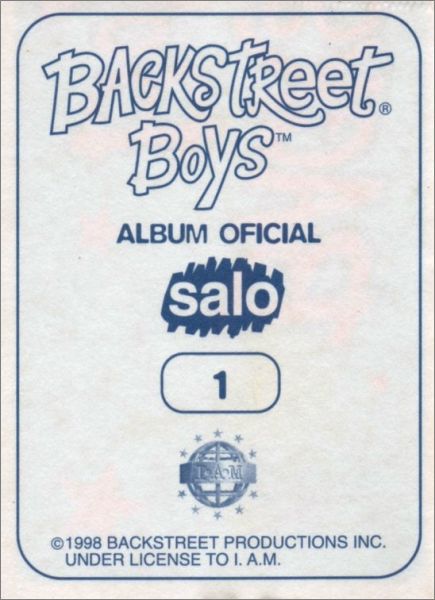 BACKSTREET®
BOYS™
ALBUM OFICIAL
salo
1
I.A.M
©1998 BACKSTREET PRODUCTIONS INC.
UNDER LICENSE TO I. A.M.